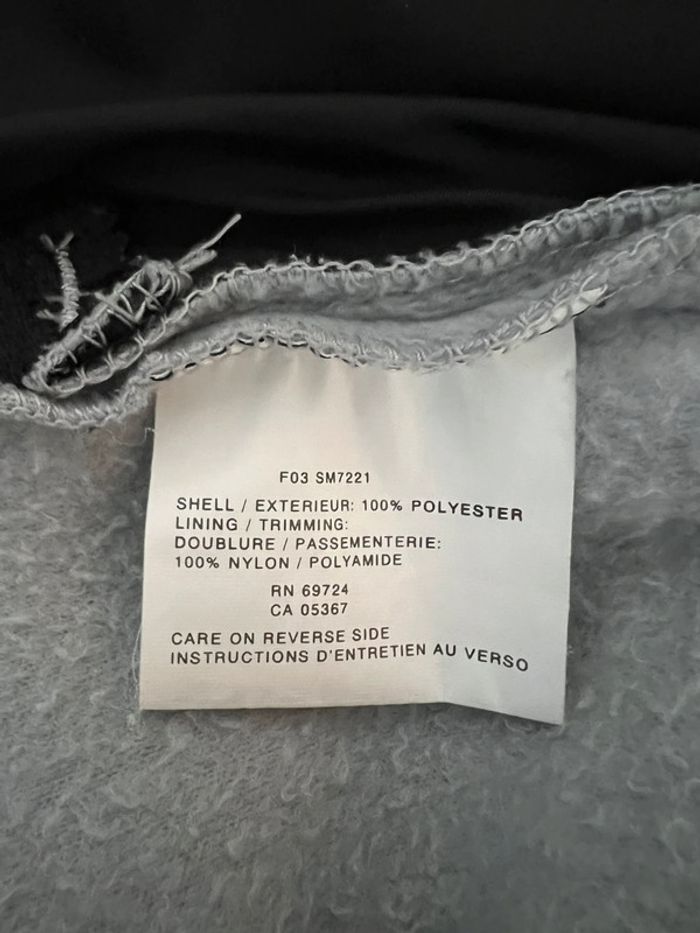 F03 SM7221
SHELL / EXTERIEUR: 100% POLYESTER
LINING / TRIMMING:
DOUBLURE / PASSEMENTERIE:
100% NYLON / POLYAMIDE
RN 69724
CA 05367
CARE ON REVERSE SIDE
INSTRUCTIONS D'ENTRETIEN AU VERSO